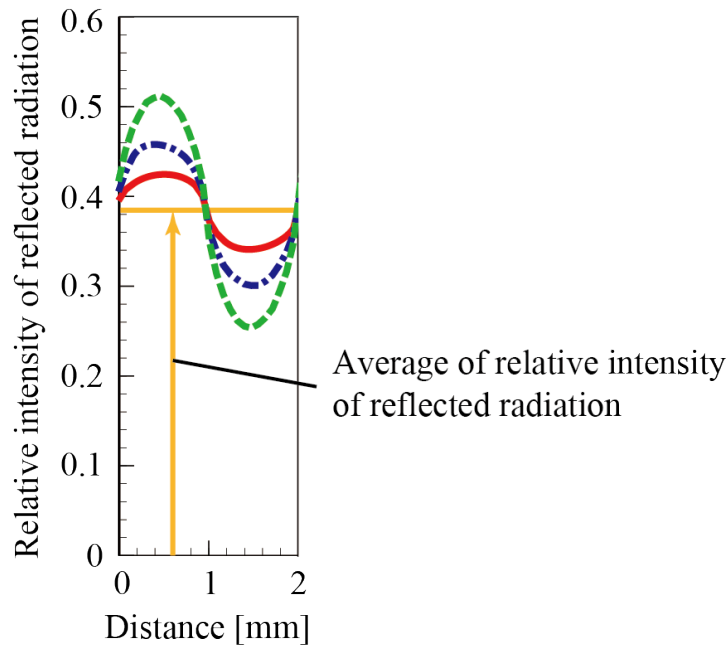 Relative intensity of reflected radiation
0.6
0.5
0.4
0.3
0.2
0.1
0
0 1 2
Distance [mm]
Average of relative intensity
of reflected radiation